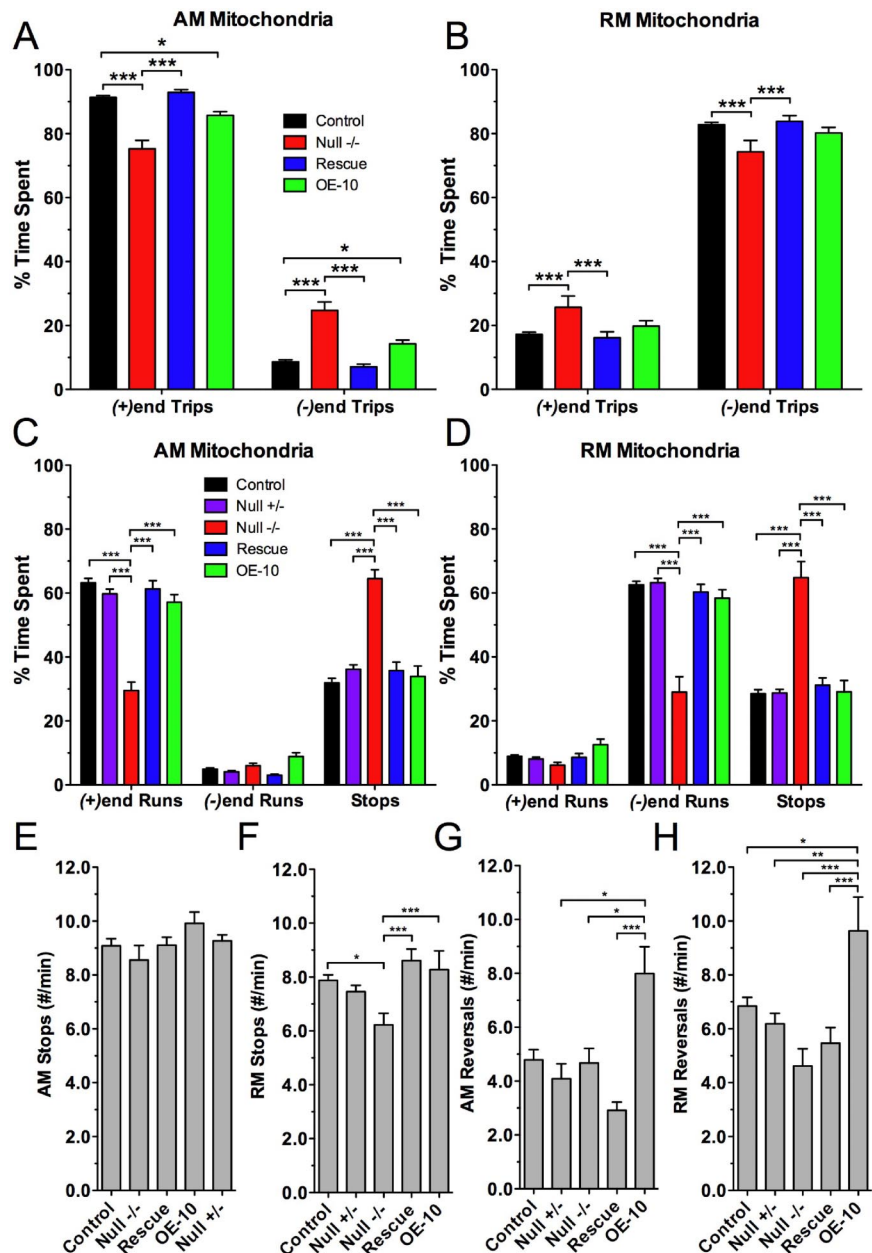 A
AM Mitochondria
*
***
***
*
***
***
% Time Spent
100
80
60
40
20
0
Control
Null -/-
Rescue
OE-10
(+)end Trips
(-)end Trips
B
RM Mitochondria
***
***
***
***
% Time Spent
100
80
60
40
20
0
(+)end Trips
(-)end Trips
C
AM Mitochondria
***
***
***
***
***
***
***
***
% Time Spent
100
80
60
40
20
0
Control
Null +/-
Null -/-
Rescue
OE-10
(+)end Runs
(-)end Runs
Stops
D
RM Mitochondria
***
***
***
***
***
***
***
***
% Time Spent
100
80
60
40
20
0
(+)end Runs
(-)end Runs
Stops
E
AM Stops (#/min)
12.0
10.0
8.0
6.0
4.0
2.0
0.0
Control
Null -/-
Rescue
OE-10
Null +/-
F
***
***
*
RM Stops (#/min)
12.0
10.0
8.0
6.0
4.0
2.0
0.0
Control
Null +/-
Null -/-
Rescue
OE-10
G
*
*
***
AM Reversals (#/min)
12.0
10.0
8.0
6.0
4.0
2.0
0.0
Control
Null +/-
Null -/-
Rescue
OE-10
H
*
**
***
***
RM Reversals (#/min)
12.0
10.0
8.0
6.0
4.0
2.0
0.0
Control
Null +/-
Null -/-
Rescue
OE-10